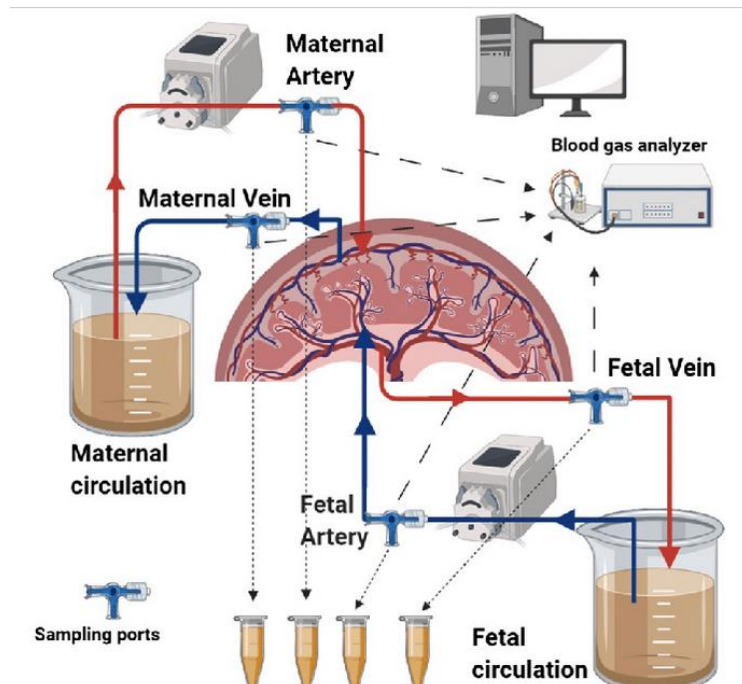 Maternal
Artery
Blood gas analyzer
Maternal Vein
Fetal Vein
Maternal
circulation
Fetal
Artery
Sampling ports
Fetal
circulation